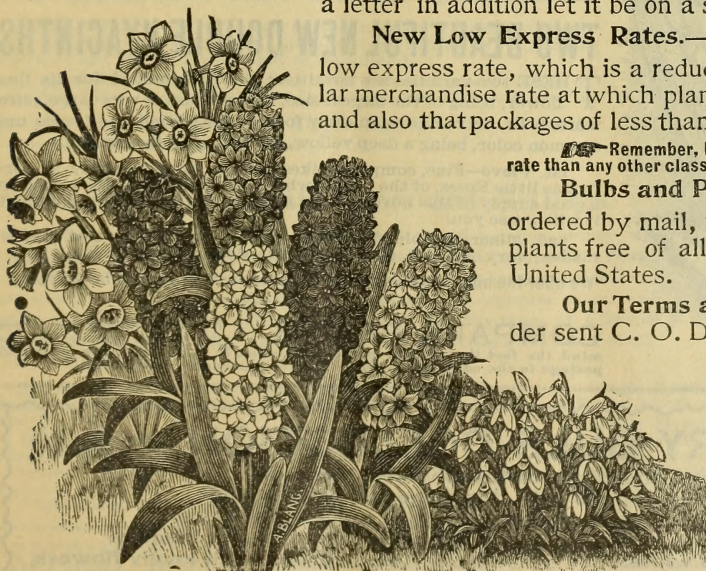 a letter in addition let it be on a s
New Low Express Rates.—
low express rate, which is a reduc
lar merchandise rate at which plan
and also that packages of less than
Remember,
rate than any other class
Bulbs and P
ordered by mail,
plants free of all
United States.
Our Terms a
der sent C. O. D
A. BLANC.